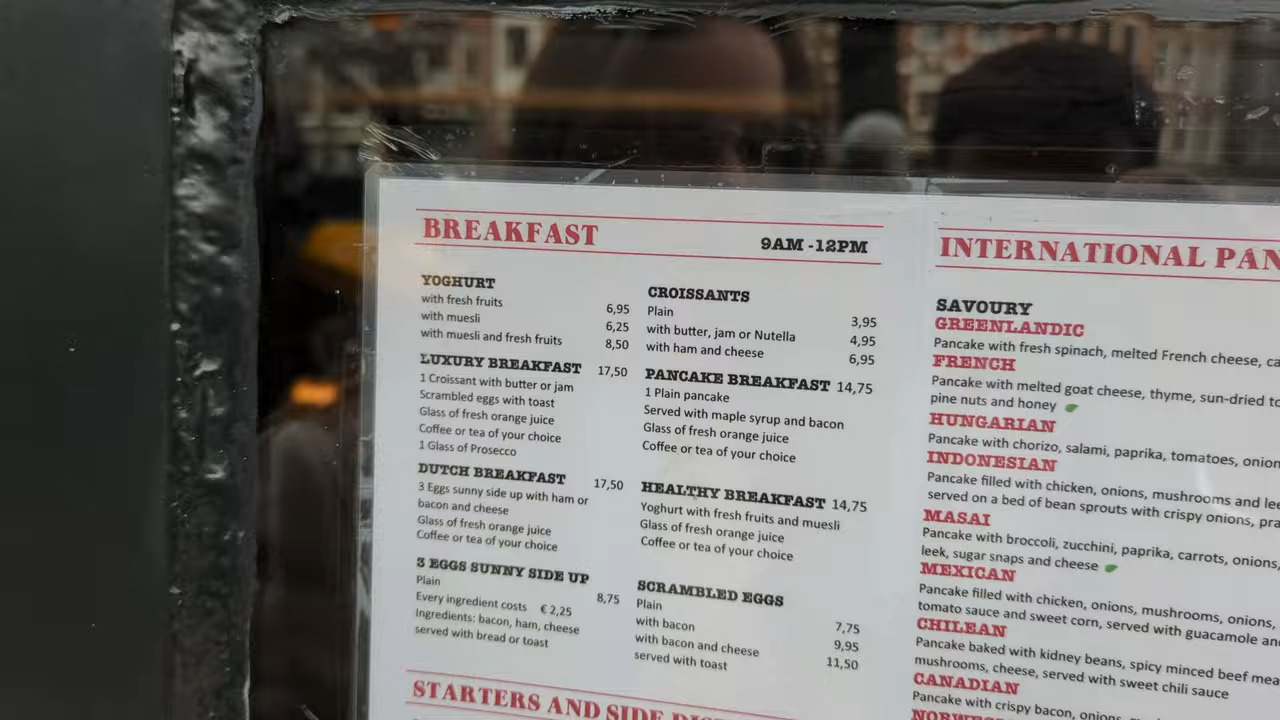 BREAKFAST
9AM -12PM
YOGHURT
with fresh fruits 6,95
with muesli 6,25
with muesli and fresh fruits 8,50
LUXURY BREAKFAST 17,50
1 Croissant with butter or jam
Scrambled eggs with toast
Glass of fresh orange juice
Coffee or tea of your choice
1 Glass of Prosecco
DUTCH BREAKFAST 17,50
3 Eggs sunny side up with ham or
bacon and cheese
Glass of fresh orange juice
Coffee or tea of your choice
3 EGGS SUNNY SIDE UP
Plain 8,75
Every ingredient costs € 2,25
Ingredients: bacon, ham, cheese
served with bread or toast
CROISSANTS
Plain 3,95
with butter, jam or Nutella 4,95
with ham and cheese 6,95
PANCAKE BREAKFAST 14,75
1 Plain pancake
Served with maple syrup and bacon
Glass of fresh orange juice
Coffee or tea of your choice
HEALTHY BREAKFAST 14,75
Yoghurt with fresh fruits and muesli
Glass of fresh orange juice
Coffee or tea of your choice
SCRAMBLED EGGS
Plain 7,75
with bacon 9,95
with bacon and cheese 11,50
served with toast
STARTERS AND SIDE
INTERNATIONAL
SAVOURY
GREENLANDIC
Pancake with fresh spinach, melted French cheese,
FRENCH
Pancake with melted goat cheese, thyme, sun-dried
pine nuts and honey
HUNGARIAN
Pancake with chorizo, salami, paprika, tomatoes,
INDONESIAN
Pancake filled with chicken, onions, mushrooms and
served on a bed of bean sprouts with crispy onions,
MASAI
Pancake with broccoli, zucchini, paprika, carrots, onions,
leek, sugar snaps and cheese
MEXICAN
Pancake filled with chicken, onions, mushrooms, onions,
tomato sauce and sweet corn, served with guacamole
CHILEAN
Pancake baked with kidney beans, spicy minced beef
mushrooms, cheese, served with sweet chili sauce
CANADIAN
Pancake with crispy bacon,